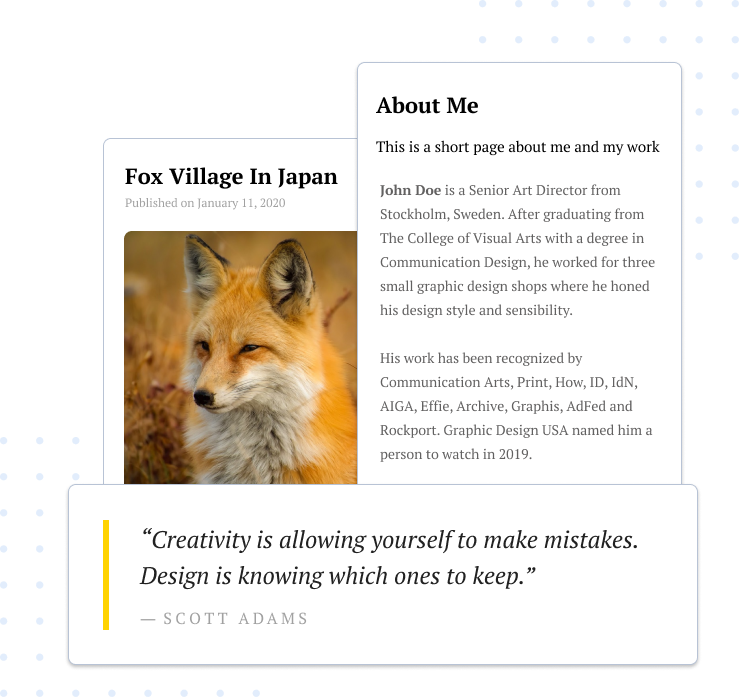 Fox Village In Japan
Published on January 11, 2020
About Me
This is a short page about me and my work
John Doe is a Senior Art Director from
Stockholm, Sweden. After graduating from
The College of Visual Arts with a degree in
Communication Design, he worked for three
small graphic design shops where he honed
his design style and sensibility.
His work has been recognized by
Communication Arts, Print, How, ID, IdN,
AIGA, Effie, Archive, Graphis, AdFed and
Rockport. Graphic Design USA named him a
person to watch in 2019.
“Creativity is allowing yourself to make mistakes.
Design is knowing which ones to keep.”
— SCOTT ADAMS